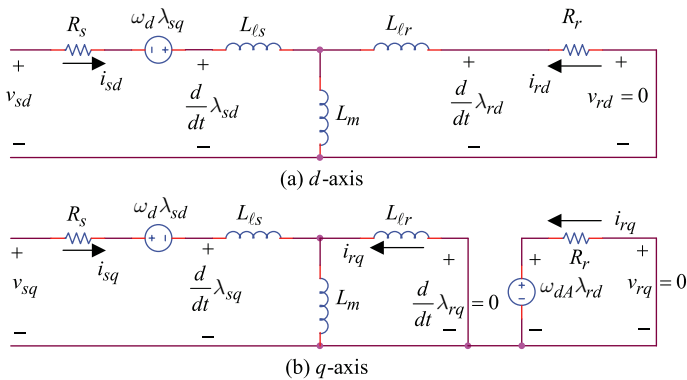 R_s ω_d λ_sq L_ℓs L_ℓr R_r
+ − + + + +
i_sd i_rd
v_sd d/dt λ_sd L_m d/dt λ_rd v_rd = 0
− − − −
(a) d-axis
R_s ω_d λ_sd L_ℓs L_ℓr i_rq
+ + − + i_rq + + R_r +
i_sq
v_sq d/dt λ_sq L_m d/dt λ_rq = 0 + − ω_dA λ_rd v_rq = 0
− − − − −
(b) q-axis